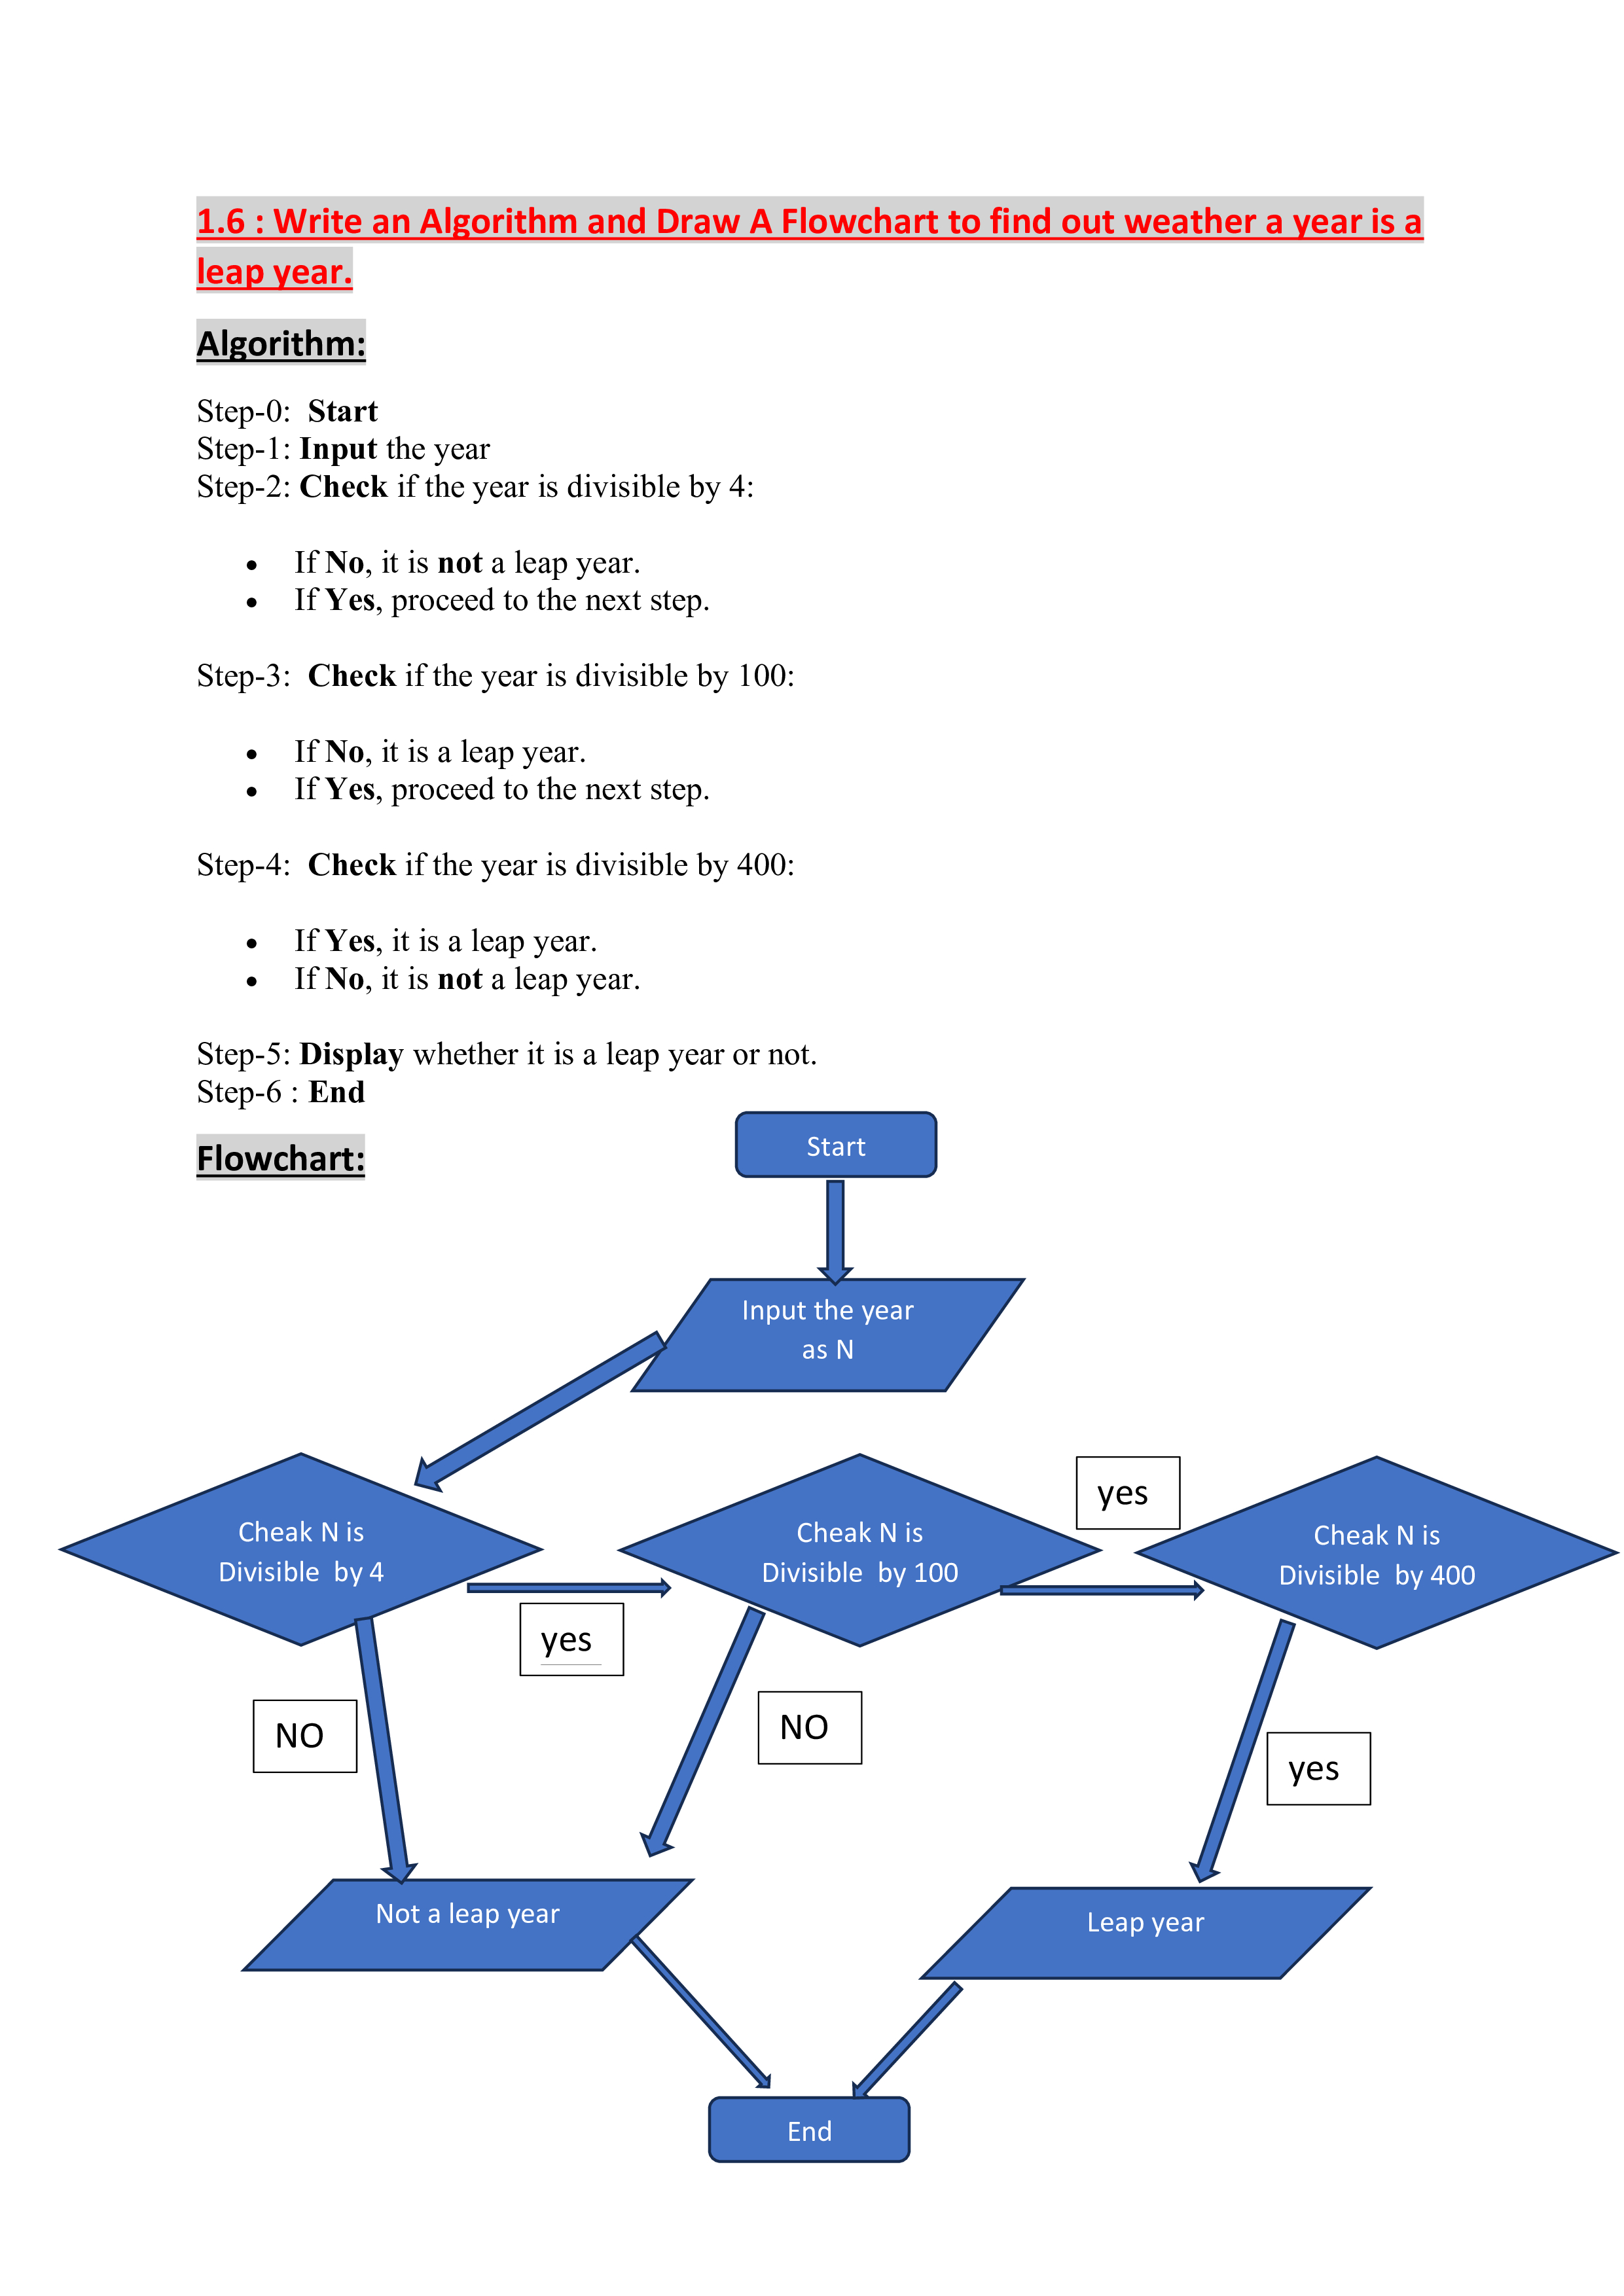 1.6 : Write an Algorithm and Draw A Flowchart to find out weather a year is a
leap year.
Algorithm:
Step-0: Start
Step-1: Input the year
Step-2: Check if the year is divisible by 4:
• If No, it is not a leap year.
• If Yes, proceed to the next step.
Step-3: Check if the year is divisible by 100:
• If No, it is a leap year.
• If Yes, proceed to the next step.
Step-4: Check if the year is divisible by 400:
• If Yes, it is a leap year.
• If No, it is not a leap year.
Step-5: Display whether it is a leap year or not.
Step-6 : End
Flowchart:
Start
Input the year
as N
Cheak N is
Divisible by 4
yes
Cheak N is
Divisible by 100
yes
Cheak N is
Divisible by 400
NO
NO
yes
Not a leap year
Leap year
End